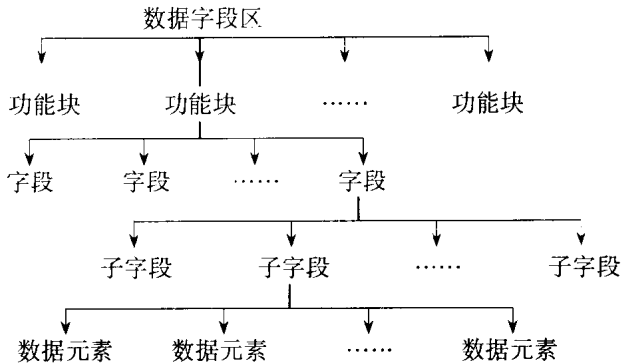 数据字段区
功能块 功能块 …… 功能块
字段 字段 …… 字段
子字段 子字段 …… 子字段
数据元素 数据元素 …… 数据元素